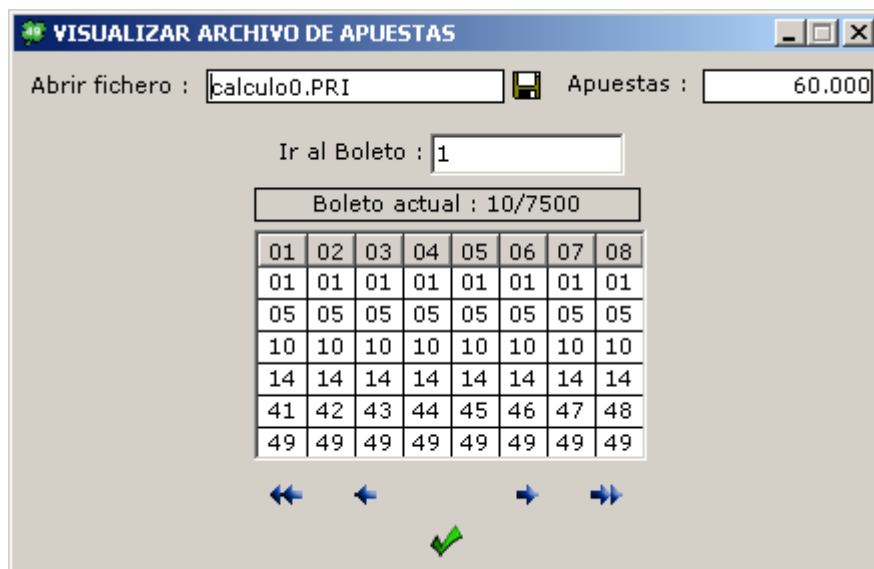 VISUALIZAR ARCHIVO DE APUESTAS
Abrir fichero : calculo0.PRI Apuestas : 60.000
Ir al Boleto : 1
Boleto actual : 10/7500
01 02 03 04 05 06 07 08
01 01 01 01 01 01 01 01
05 05 05 05 05 05 05 05
10 10 10 10 10 10 10 10
14 14 14 14 14 14 14 14
41 42 43 44 45 46 47 48
49 49 49 49 49 49 49 49